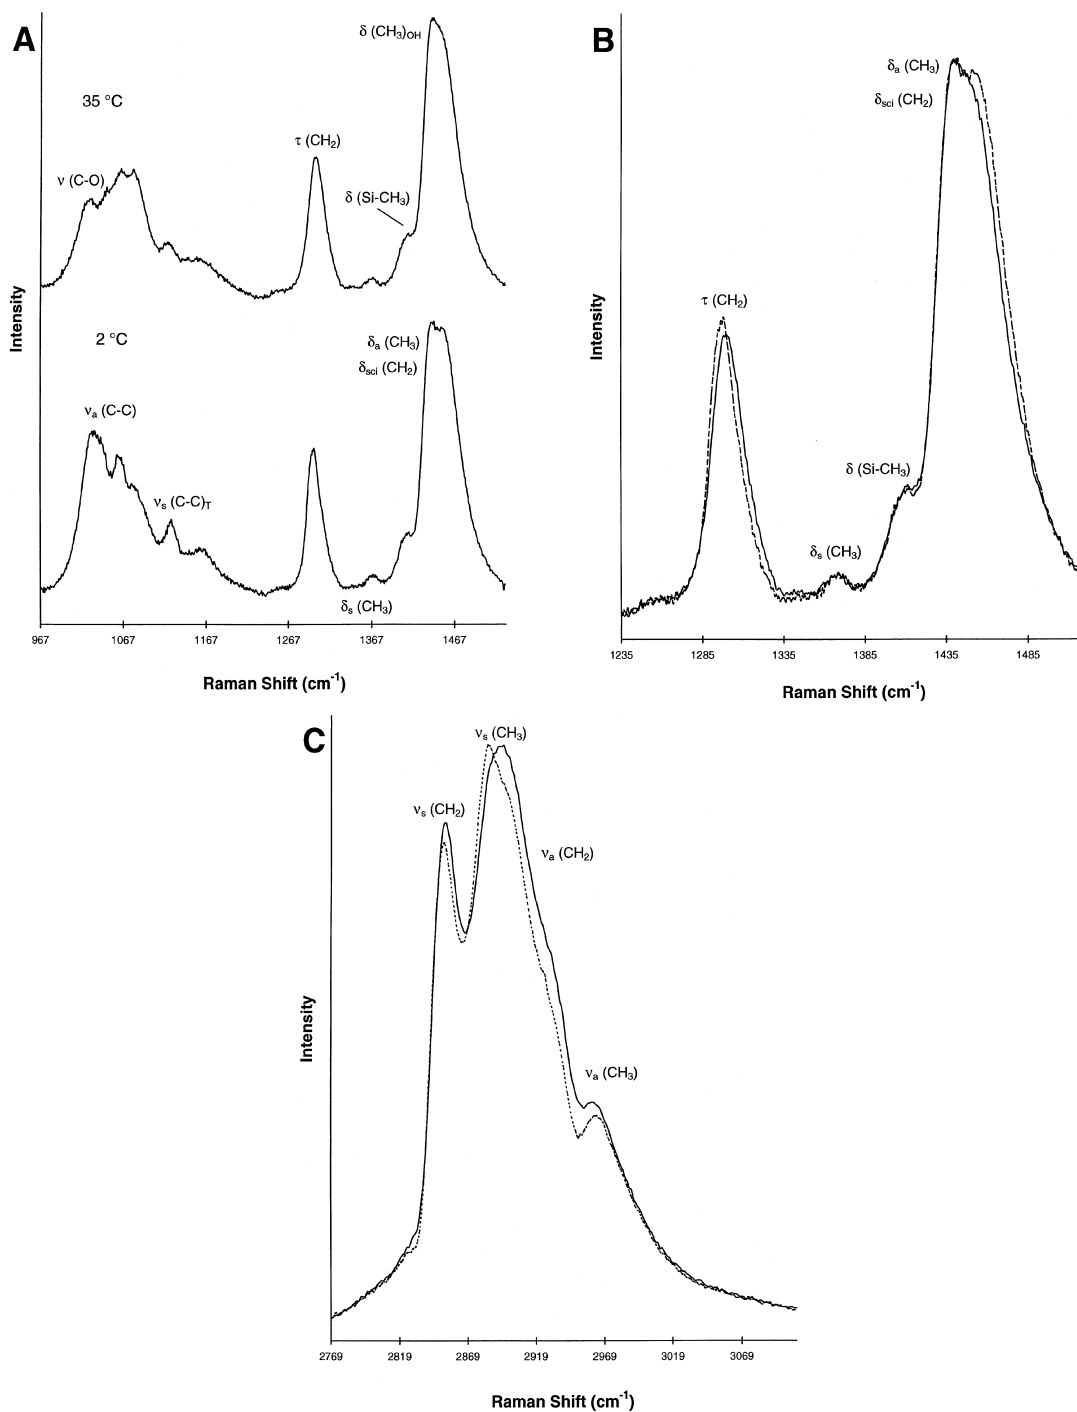 A
35 °C
ν (C-O)
τ (CH2)
δ (CH3)OH
δ (Si-CH3)
2 °C
νa (C-C)
νs (C-C)T
δa (CH3)
δsci (CH2)
δs (CH3)
Intensity
967 1067 1167 1267 1367 1467
Raman Shift (cm-1)
B
δa (CH3)
δsci (CH2)
τ (CH2)
δ (Si-CH3)
δs (CH3)
Intensity
1235 1285 1335 1385 1435 1485
Raman Shift (cm-1)
C
νs (CH3)
νs (CH2)
νa (CH2)
νa (CH3)
Intensity
2769 2819 2869 2919 2969 3019 3069
Raman Shift (cm-1)